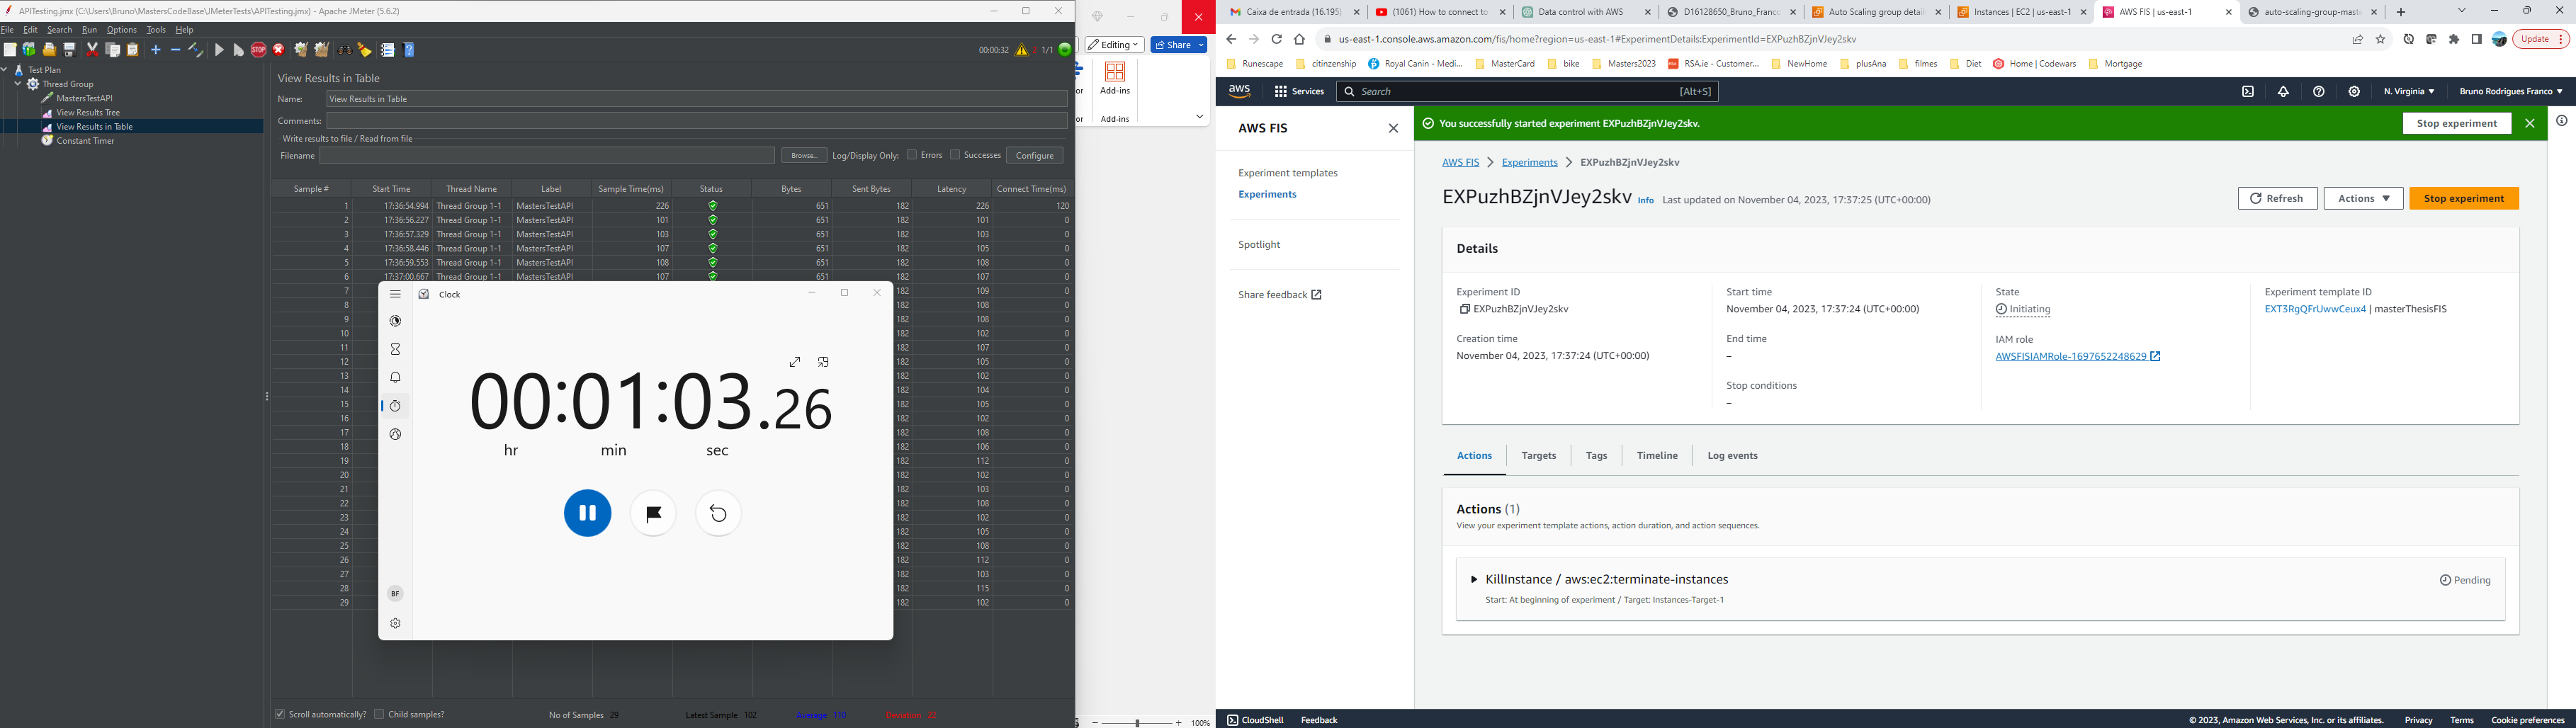 APITesting.jmx (C:\Users\Bruno\MastersCodeBase\JMeterTests\APITesting.jmx) - Apache JMeter (5.6.2)
File Edit Search Run Options Tools Help
00:00:32 1/1
Test Plan
Thread Group
MastersTestAPI
View Results Tree
View Results in Table
Constant Timer
View Results in Table
Name: View Results in Table
Comments:
Write results to file / Read from file
Filename Browse... Log/Display Only: Errors Successes Configure
Sample # Start Time Thread Name Label Sample Time(ms) Status Bytes Sent Bytes Latency Connect Time(ms)
1 17:36:54.994 Thread Group 1-1 MastersTestAPI 226 651 182 226 120
2 17:36:56.227 Thread Group 1-1 MastersTestAPI 101 651 182 101 0
3 17:36:57.329 Thread Group 1-1 MastersTestAPI 103 651 182 103 0
4 17:36:58.446 Thread Group 1-1 MastersTestAPI 107 651 182 105 0
5 17:36:59.553 Thread Group 1-1 MastersTestAPI 108 651 182 108 0
6 17:37:00.667 Thread Group 1-1 MastersTestAPI 107 651 182 107 0
7 182 109 0
8 182 108 0
9 182 108 0
10 182 102 0
11 182 107 0
12 182 105 0
13 182 102 0
14 182 104 0
15 182 105 0
16 182 102 0
17 182 108 0
18 182 106 0
19 182 112 0
20 182 102 0
21 182 103 0
22 182 108 0
23 182 102 0
24 182 105 0
25 182 108 0
26 182 112 0
27 182 103 0
28 182 115 0
29 182 102 0
Scroll automatically? Child samples? No of Samples 29 Latest Sample 102 Average 110 Deviation 22
Clock
00:01:03.26
hr min sec
BF
Editing Share
or Add-ins
or Add-ins
100%
Caixa de entrada (16.195)
(1061) How to connect to
Data control with AWS
D16128650_Bruno_Franco
Auto Scaling group detail
Instances | EC2 | us-east-1
AWS FIS | us-east-1
auto-scaling-group-maste
us-east-1.console.aws.amazon.com/fis/home?region=us-east-1#ExperimentDetails:ExperimentId=EXPuzhBZjnVJey2skv
Update
Runescape citizenship Royal Canin - Medi... MasterCard bike Masters2023 RSA.ie - Customer... NewHome plusAna filmes Diet Home | Codewars Mortgage
aws Services Search [Alt+S] N. Virginia Bruno Rodrigues Franco
AWS FIS
Experiment templates
Experiments
Spotlight
Share feedback
You successfully started experiment EXPuzhBZjnVJey2skv. Stop experiment
AWS FIS Experiments EXPuzhBZjnVJey2skv
EXPuzhBZjnVJey2skv Info Last updated on November 04, 2023, 17:37:25 (UTC+00:00) Refresh Actions Stop experiment
Details
Experiment ID
EXPuzhBZjnVJey2skv
Creation time
November 04, 2023, 17:37:24 (UTC+00:00)
Start time
November 04, 2023, 17:37:24 (UTC+00:00)
End time
–
Stop conditions
–
State
Initiating
IAM role
AWSFISIAMRole-1697652248629
Experiment template ID
EXT3RgQFrUwwCeux4 | masterThesisFIS
Actions Targets Tags Timeline Log events
Actions (1)
View your experiment template actions, action duration, and action sequences.
KillInstance / aws:ec2:terminate-instances Pending
Start: At beginning of experiment / Target: Instances-Target-1
CloudShell Feedback © 2023, Amazon Web Services, Inc. or its affiliates. Privacy Terms Cookie preferences